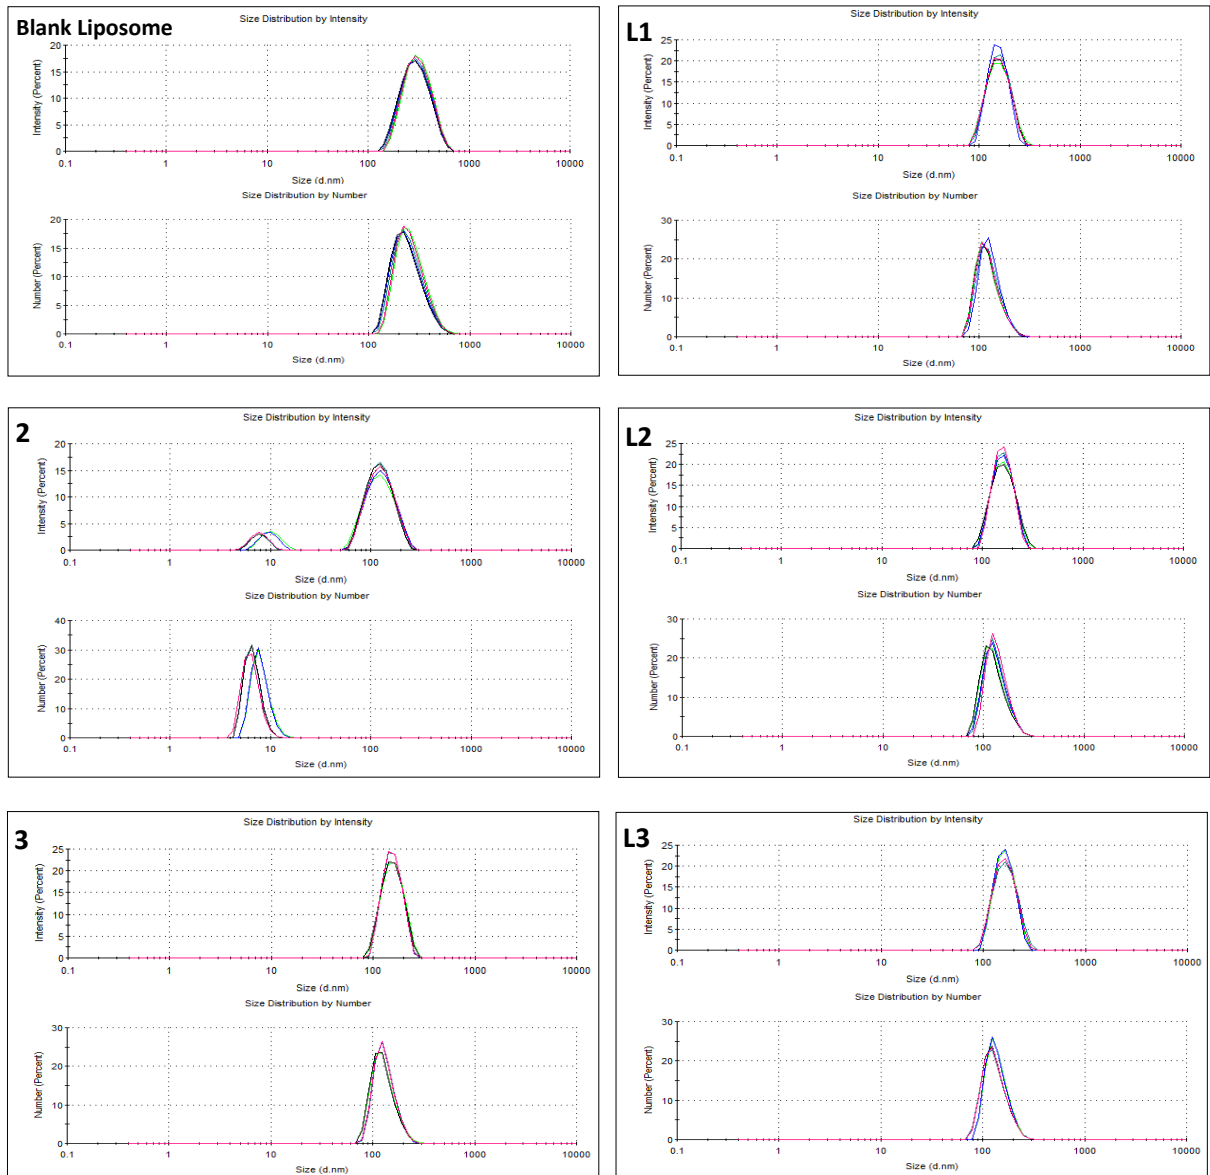 Blank Liposome
Size Distribution by Intensity
Intensity (Percent)
20
15
10
5
0
0.1 1 10 100 1000 10000
Size (d.nm)
Size Distribution by Number
Number (Percent)
20
15
10
5
0
0.1 1 10 100 1000 10000
Size (d.nm)
L1
Size Distribution by Intensity
Intensity (Percent)
25
20
15
10
5
0
0.1 1 10 100 1000 10000
Size (d.nm)
Size Distribution by Number
Number (Percent)
30
20
10
0
0.1 1 10 100 1000 10000
Size (d.nm)
2
Size Distribution by Intensity
Intensity (Percent)
20
15
10
5
0
0.1 1 10 100 1000 10000
Size (d.nm)
Size Distribution by Number
Number (Percent)
40
30
20
10
0
0.1 1 10 100 1000 10000
Size (d.nm)
L2
Size Distribution by Intensity
Intensity (Percent)
25
20
15
10
5
0
0.1 1 10 100 1000 10000
Size (d.nm)
Size Distribution by Number
Number (Percent)
30
20
10
0
0.1 1 10 100 1000 10000
Size (d.nm)
3
Size Distribution by Intensity
Intensity (Percent)
25
20
15
10
5
0
0.1 1 10 100 1000 10000
Size (d.nm)
Size Distribution by Number
Number (Percent)
30
20
10
0
0.1 1 10 100 1000 10000
Size (d.nm)
L3
Size Distribution by Intensity
Intensity (Percent)
25
20
15
10
5
0
0.1 1 10 100 1000 10000
Size (d.nm)
Size Distribution by Number
Number (Percent)
30
20
10
0
0.1 1 10 100 1000 10000
Size (d.nm)